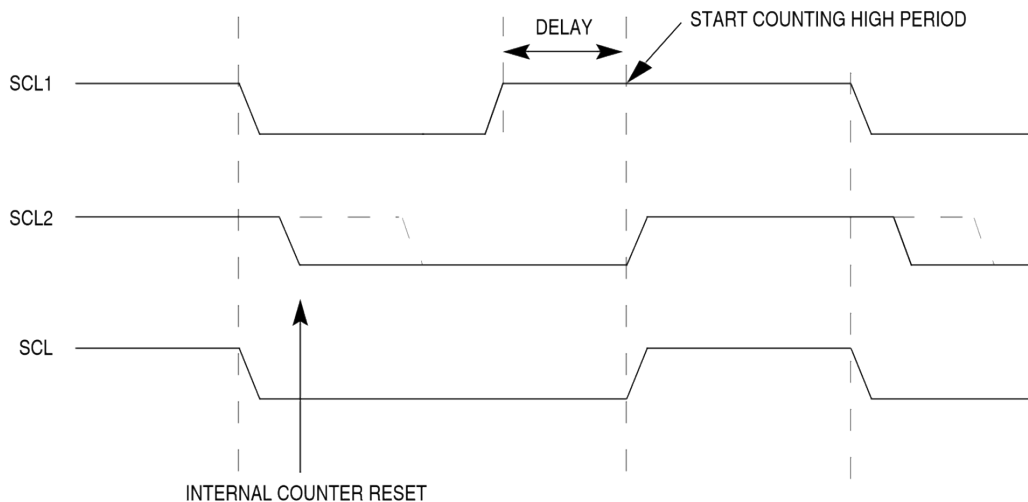 DELAY
START COUNTING HIGH PERIOD
SCL1
SCL2
SCL
INTERNAL COUNTER RESET